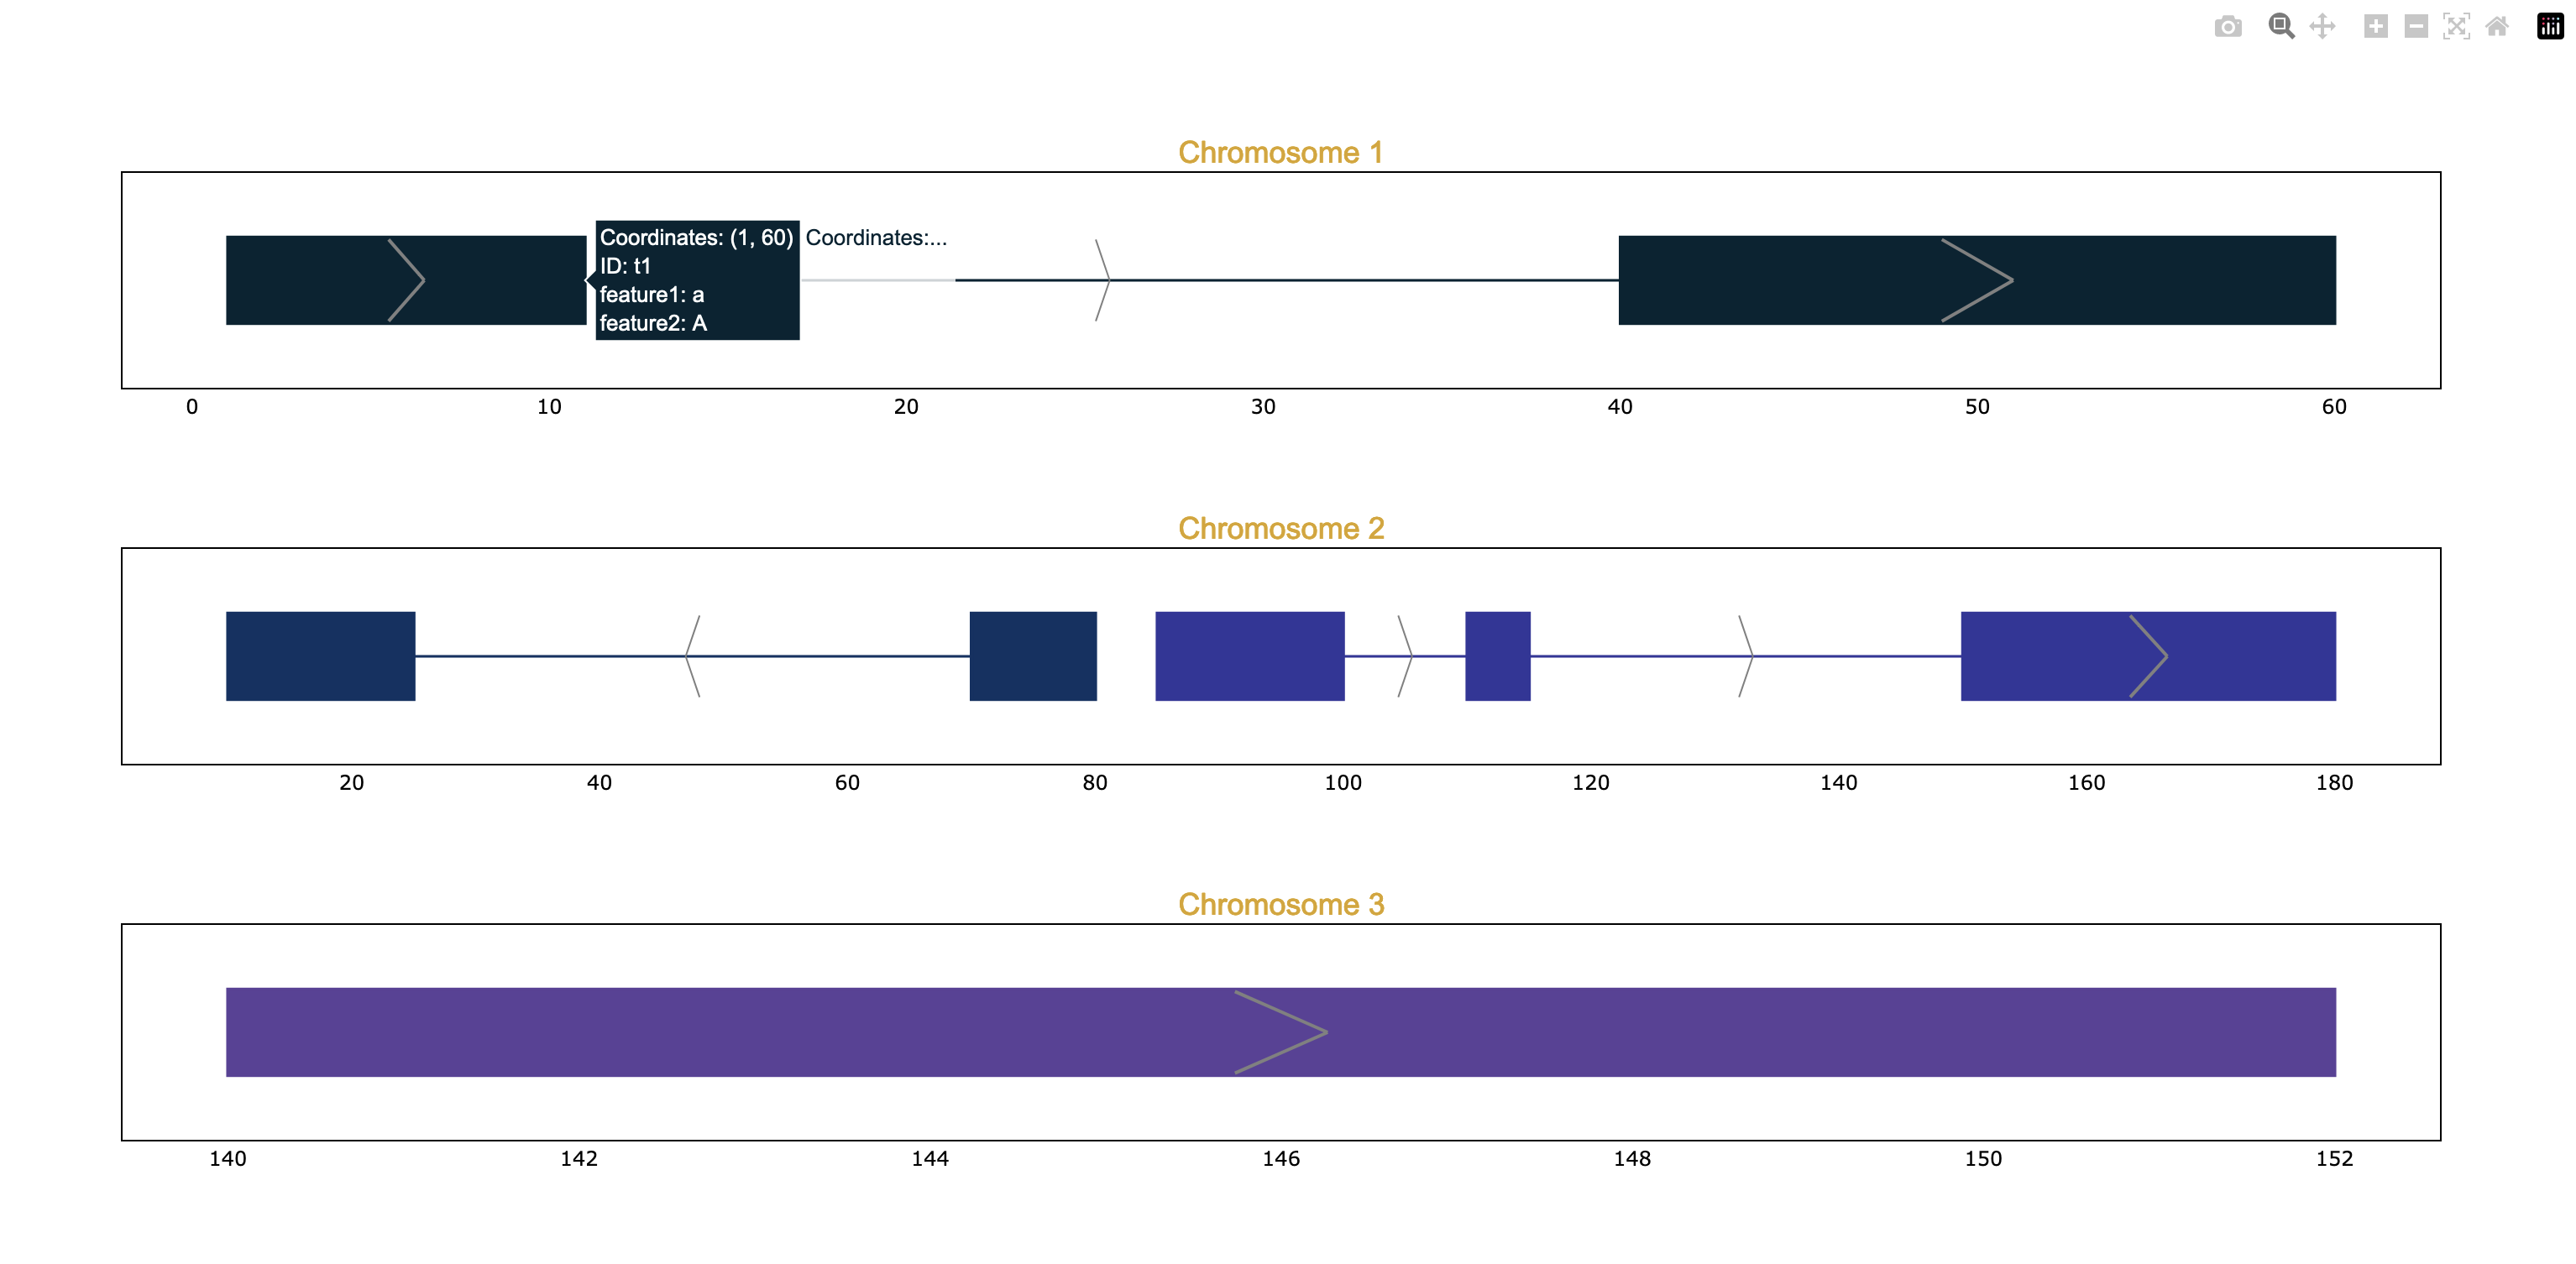 Chromosome 1
Coordinates: (1, 60) Coordinates:...
ID: t1
feature1: a
feature2: A
0 10 20 30 40 50 60
Chromosome 2
20 40 60 80 100 120 140 160 180
Chromosome 3
140 142 144 146 148 150 152